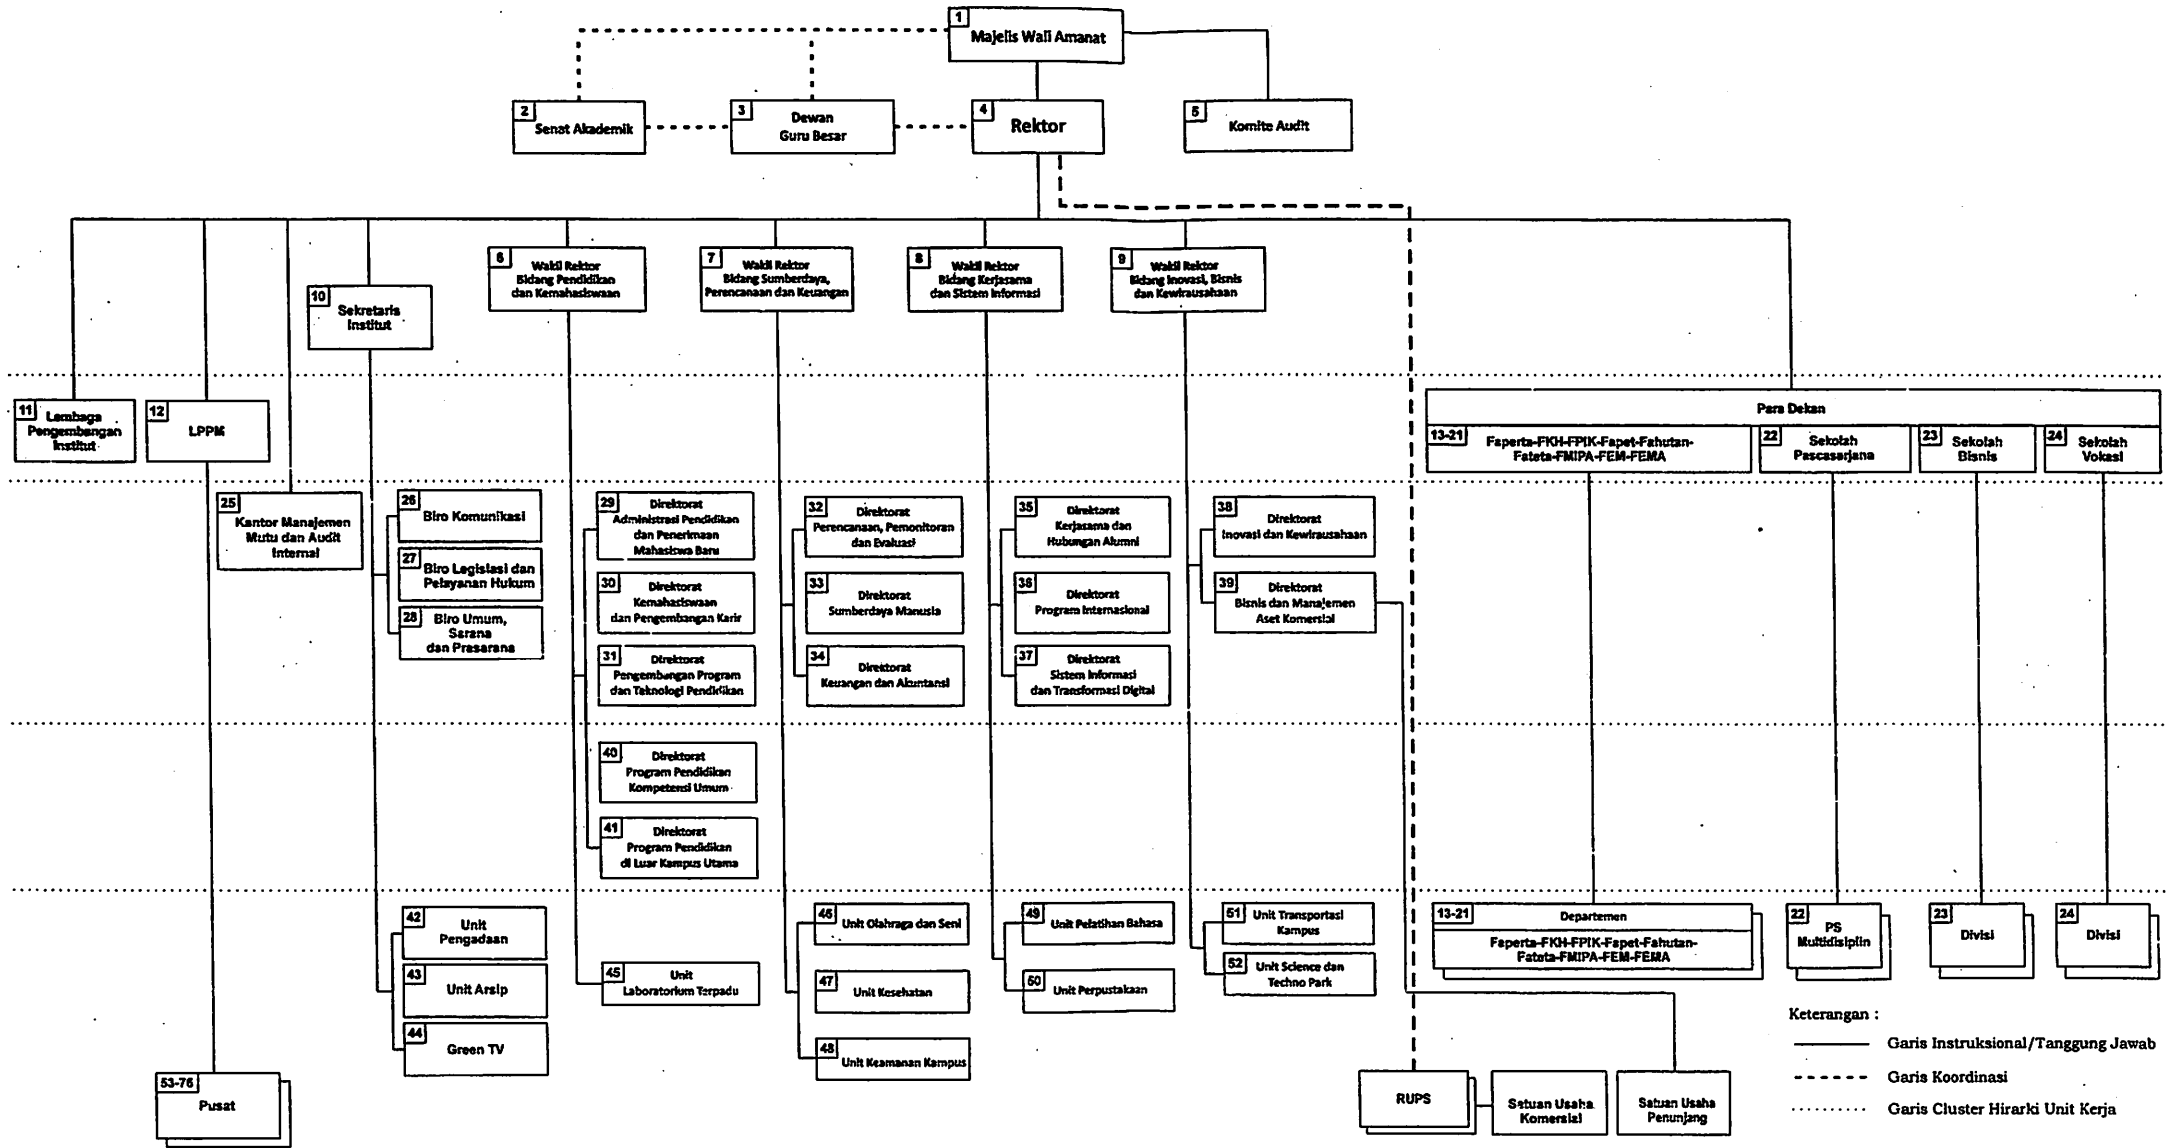 1
Majelis Wali Amanat
2
Senat Akademik
3
Dewan
Guru Besar
4
Rektor
5
Komite Audit
6
Wakil Rektor
Bidang Pendidikan
dan Kemahasiswaan
7
Wakil Rektor
Bidang Sumberdaya,
Perencanaan dan Keuangan
8
Wakil Rektor
Bidang Kerjasama
dan Sistem Informasi
9
Wakil Rektor
Bidang Inovasi, Bisnis
dan Kewirausahaan
10
Sekretaris
Institut
11
Lembaga
Pengembangan
Institut
12
LPPM
Para Dekan
13-21
Faperta-FKH-FPIK-Fapet-Fahutan-
Fateta-FMIPA-FEM-FEMA
22
Sekolah
Pascasarjana
23
Sekolah
Bisnis
24
Sekolah
Vokasi
25
Kantor Manajemen
Mutu dan Audit
Internal
26
Biro Komunikasi
27
Biro Legislasi dan
Pelayanan Hukum
28
Biro Umum,
Sarana
dan Prasarana
29
Direktorat
Administrasi Pendidikan
dan Penerimaan
Mahasiswa Baru
30
Direktorat
Kemahasiswaan
dan Pengembangan Karir
31
Direktorat
Pengembangan Program
dan Teknologi Pendidikan
32
Direktorat
Perencanaan, Pemonitoran
dan Evaluasi
33
Direktorat
Sumberdaya Manusia
34
Direktorat
Keuangan dan Akuntansi
35
Direktorat
Kerjasama dan
Hubungan Alumni
36
Direktorat
Program Internasional
37
Direktorat
Sistem Informasi
dan Transformasi Digital
38
Direktorat
Inovasi dan Kewirausahaan
39
Direktorat
Bisnis dan Manajemen
Aset Komersial
40
Direktorat
Program Pendidikan
Kompetensi Umum
41
Direktorat
Program Pendidikan
di Luar Kampus Utama
42
Unit
Pengadaan
43
Unit Arsip
44
Green TV
45
Unit
Laboratorium Terpadu
46
Unit Olahraga dan Seni
47
Unit Kesehatan
48
Unit Keamanan Kampus
49
Unit Pelatihan Bahasa
50
Unit Perpustakaan
51
Unit Transportasi
Kampus
52
Unit Science dan
Techno Park
13-21
Departemen
Faperta-FKH-FPIK-Fapet-Fahutan-
Fateta-FMIPA-FEM-FEMA
22
PS
Multidisiplin
23
Divisi
24
Divisi
53-76
Pusat
RUPS
Satuan Usaha
Komersial
Satuan Usaha
Penunjang
Keterangan :
Garis Instruksional/Tanggung Jawab
Garis Koordinasi
Garis Cluster Hirarki Unit Kerja